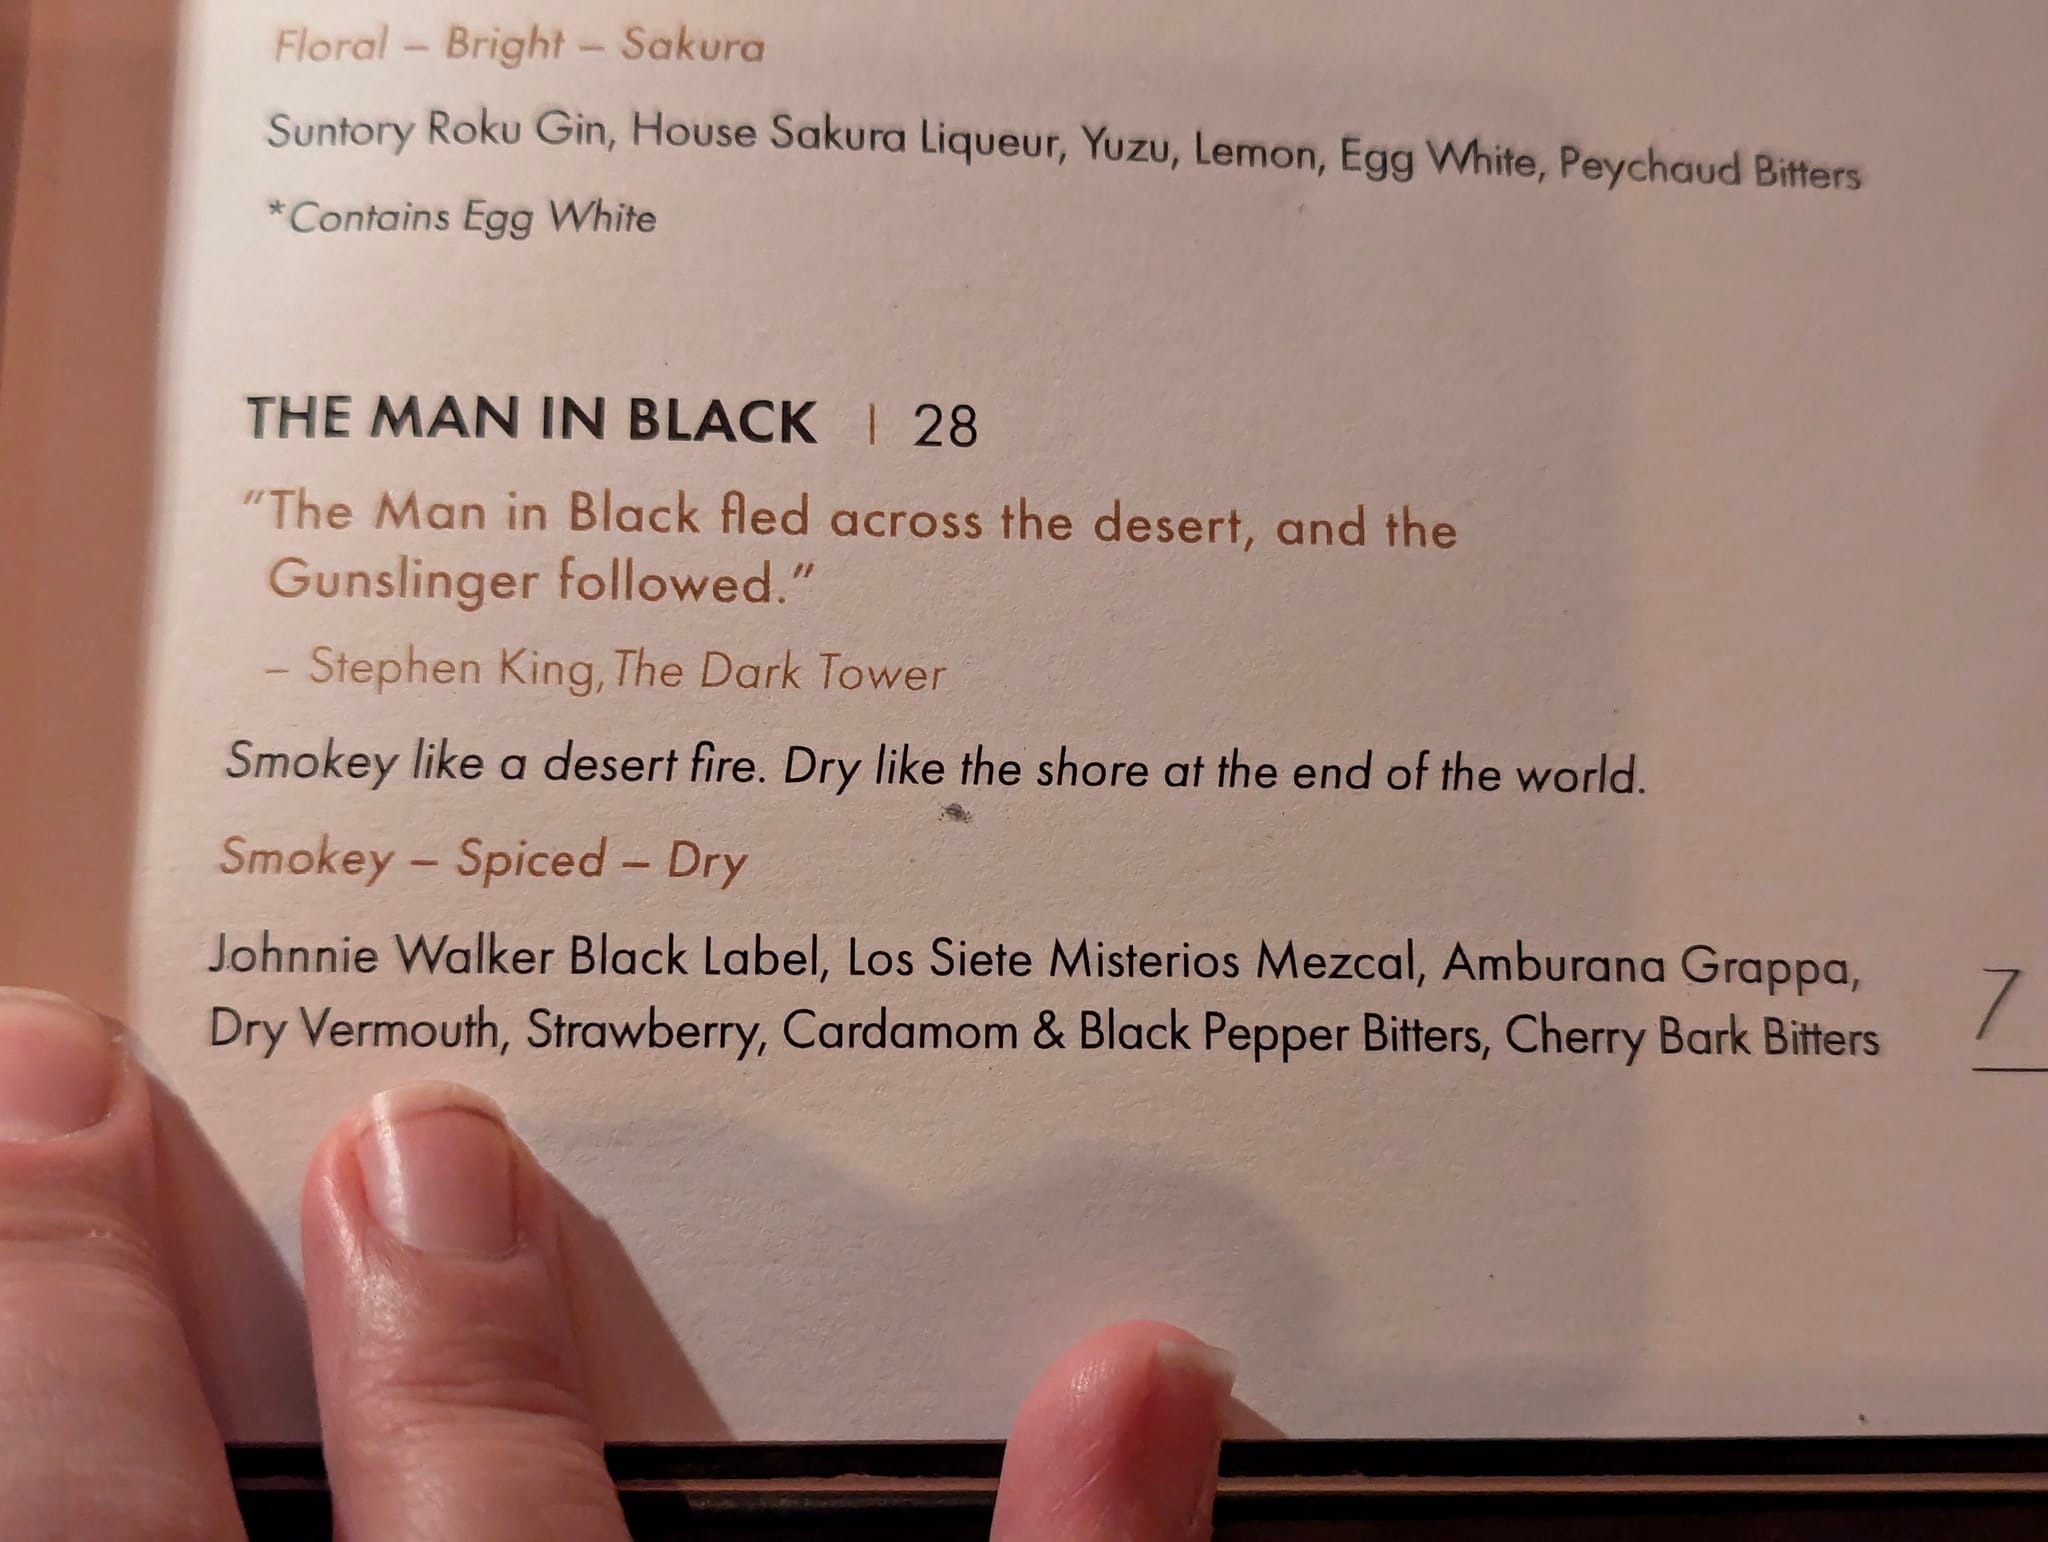 Floral – Bright – Sakura
Suntory Roku Gin, House Sakura Liqueur, Yuzu, Lemon, Egg White, Peychaud Bitters
*Contains Egg White
THE MAN IN BLACK | 28
"The Man in Black fled across the desert, and the
Gunslinger followed."
– Stephen King, The Dark Tower
Smokey like a desert fire. Dry like the shore at the end of the world.
Smokey – Spiced – Dry
Johnnie Walker Black Label, Los Siete Misterios Mezcal, Amburana Grappa,
Dry Vermouth, Strawberry, Cardamom & Black Pepper Bitters, Cherry Bark Bitters
7